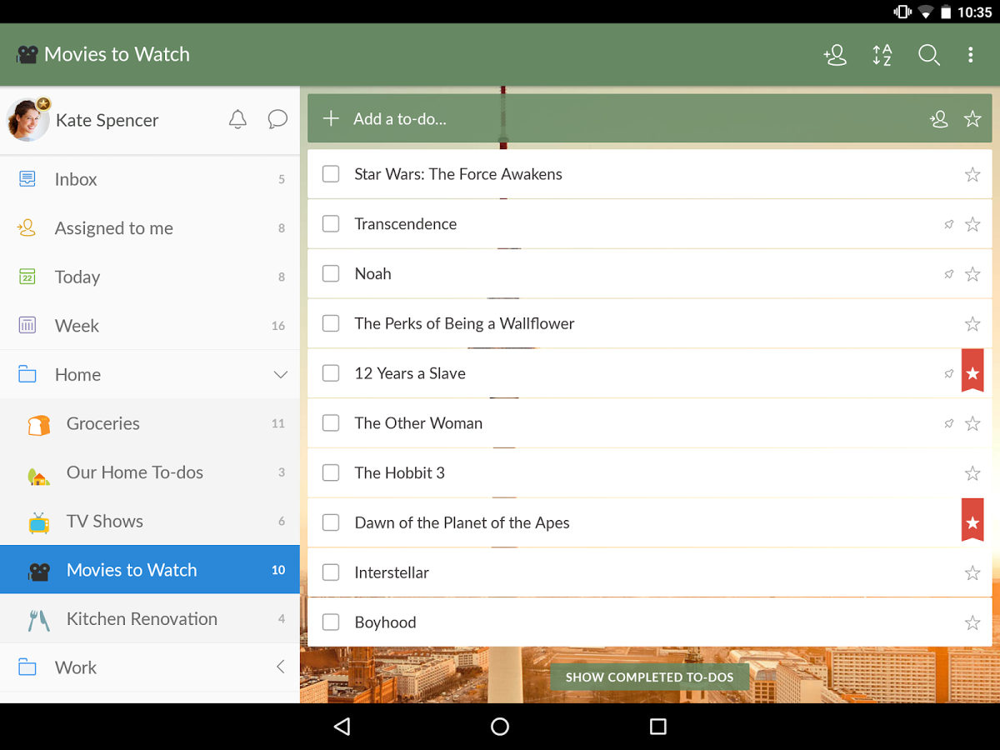 10:35
Movies to Watch
Kate Spencer
Inbox 5
Assigned to me 8
22 Today 8
Week 16
Home
Groceries 11
Our Home To-dos 3
TV Shows 6
Movies to Watch 10
Kitchen Renovation 4
Work
A
Z
Add a to-do...
Star Wars: The Force Awakens
Transcendence
Noah
The Perks of Being a Wallflower
12 Years a Slave
The Other Woman
The Hobbit 3
Dawn of the Planet of the Apes
Interstellar
Boyhood
SHOW COMPLETED TO-DOS